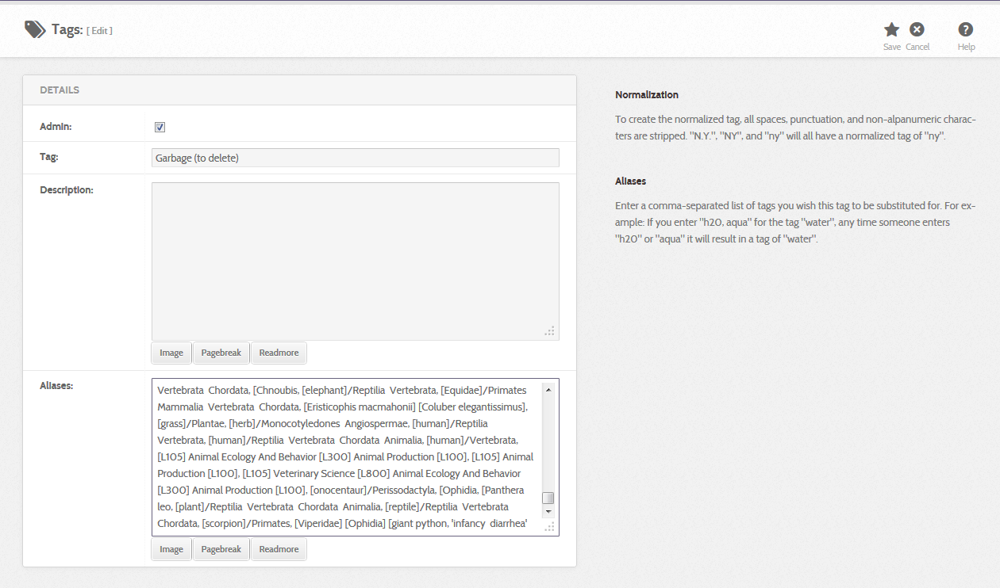 Tags: [ Edit ]
Save Cancel Help
DETAILS
Admin:
Tag: Garbage (to delete)
Description:
Image Pagebreak Readmore
Aliases:
Vertebrata Chordata, [Chnoubis, [elephant]/Reptilia Vertebrata, [Equidae]/Primates
Mammalia Vertebrata Chordata, [Eristicophis macmahonii] [Coluber elegantissimus],
[grass]/Plantae, [herb]/Monocotyledones Angiospermae, [human]/Reptilia
Vertebrata, [human]/Reptilia Vertebrata Chordata Animalia, [human]/Vertebrata,
[L105] Animal Ecology And Behavior [L300] Animal Production [L100], [L105] Animal
Production [L100], [L105] Veterinary Science [L800] Animal Ecology And Behavior
[L300] Animal Production [L100], [onocentaur]/Perissodactyla, [Ophidia, [Panthera
leo, [plant]/Reptilia Vertebrata Chordata Animalia, [reptile]/Reptilia Vertebrata
Chordata, [scorpion]/Primates, [Viperidae] [Ophidia] [giant python, 'infancy diarrhea'
Image Pagebreak Readmore
Normalization
To create the normalized tag, all spaces, punctuation, and non-alpanumeric charac-
ters are stripped. "N.Y.", "NY", and "ny" will all have a normalized tag of "ny".
Aliases
Enter a comma-separated list of tags you wish this tag to be substituted for. For ex-
ample: If you enter "h20, aqua" for the tag "water", any time someone enters
"h20" or "aqua" it will result in a tag of "water".